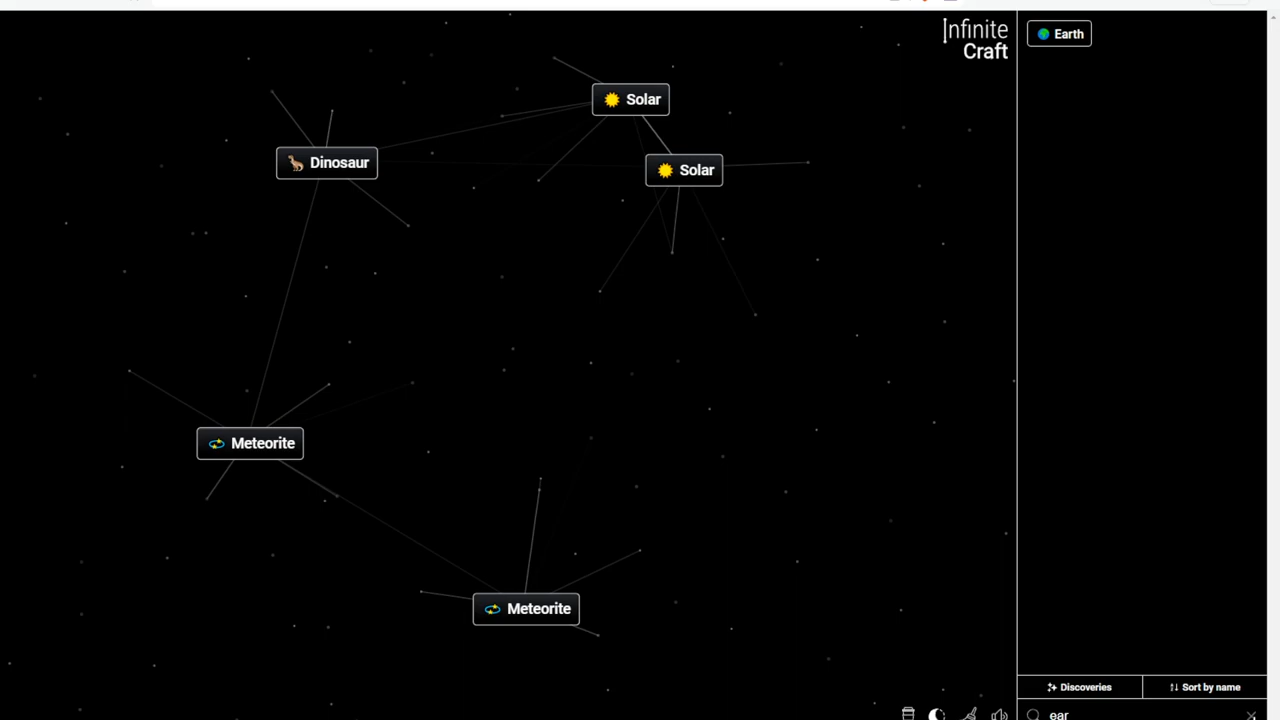 Infinite
Craft
Earth
Solar
Dinosaur
Solar
Meteorite
Meteorite
Discoveries
Sort by name
ear